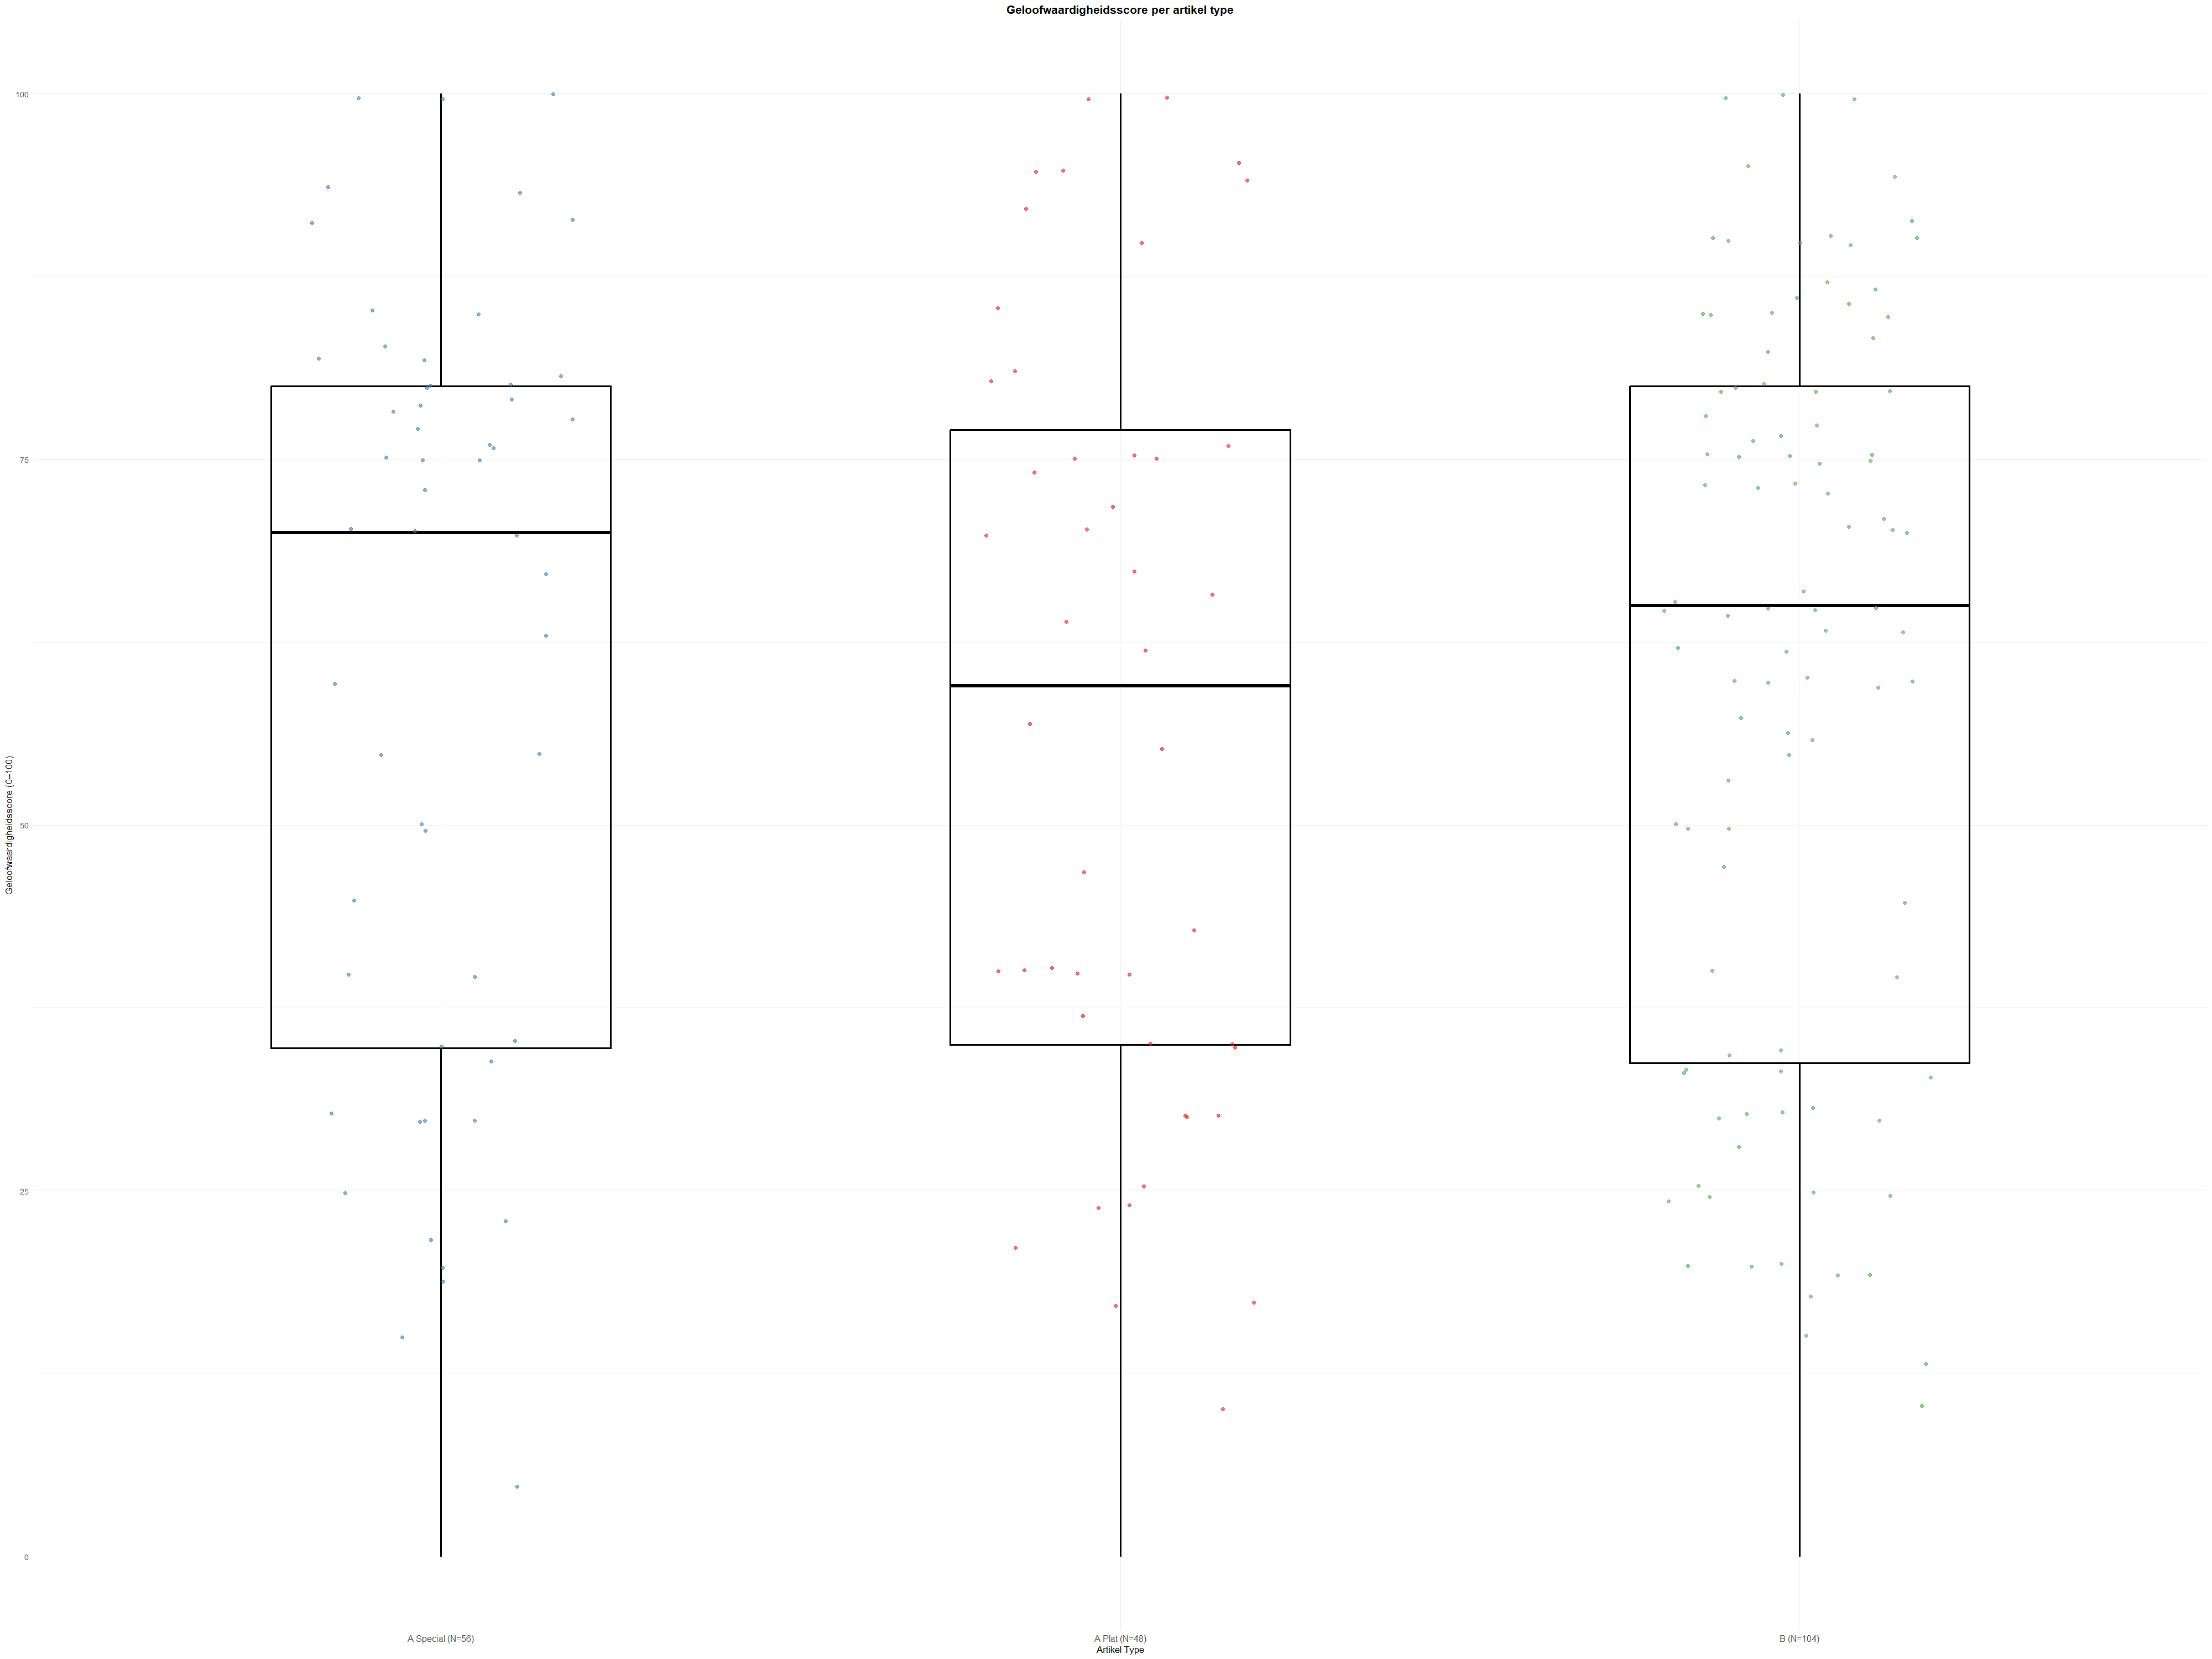 Geloofwaardigheidsscore per artikel type
Geloofwaardigheidsscore (0–100)
100
75
50
25
0
A Special (N=56)
A Plat (N=48)
B (N=104)
Artikel Type